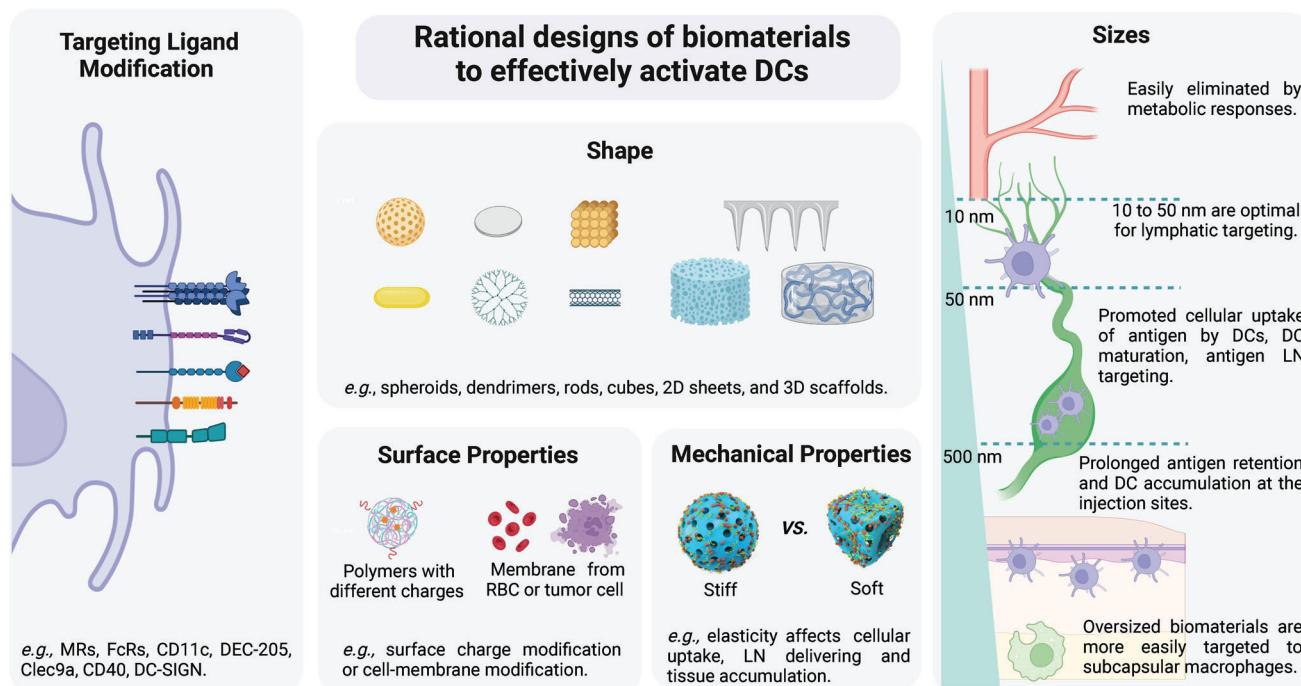 Targeting Ligand
Modification
e.g., MRs, FcRs, CD11c, DEC-205,
Clec9a, CD40, DC-SIGN.
Rational designs of biomaterials
to effectively activate DCs
Shape
e.g., spheroids, dendrimers, rods, cubes, 2D sheets, and 3D scaffolds.
Surface Properties
Polymers with
different charges
Membrane from
RBC or tumor cell
e.g., surface charge modification
or cell-membrane modification.
Mechanical Properties
VS.
Stiff
Soft
e.g., elasticity affects cellular
uptake, LN delivering and
tissue accumulation.
Sizes
Easily eliminated by
metabolic responses.
10 nm
10 to 50 nm are optimal
for lymphatic targeting.
50 nm
Promoted cellular uptake
of antigen by DCs, DC
maturation, antigen LN
targeting.
500 nm
Prolonged antigen retention
and DC accumulation at the
injection sites.
Oversized biomaterials are
more easily targeted to
subcapsular macrophages.